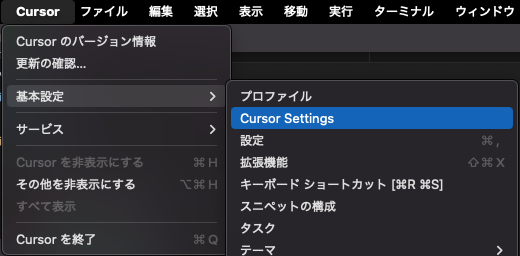 Cursor ファイル 編集 選択 表示 移動 実行 ターミナル ウィンドウ
Cursor のバージョン情報
更新の確認...
基本設定
サービス
Cursor を非表示にする ⌘H
その他を非表示にする ⌥⌘H
すべて表示
Cursor を終了 ⌘Q
プロファイル
Cursor Settings
設定 ⌘,
拡張機能 ⇧⌘X
キーボード ショートカット [⌘R ⌘S]
スニペットの構成
タスク
テーマ